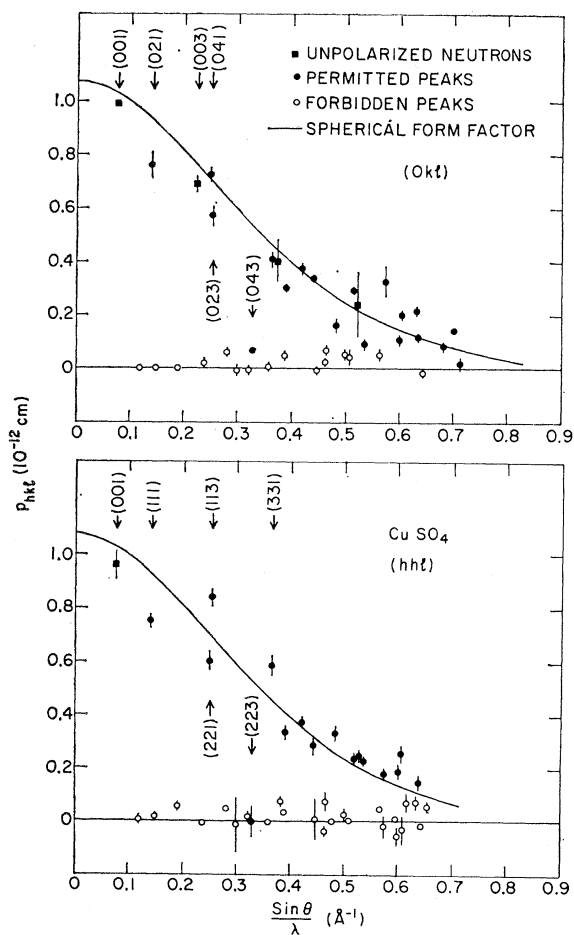 (001)
(021)
(003)
(041)
■ UNPOLARIZED NEUTRONS
● PERMITTED PEAKS
○ FORBIDDEN PEAKS
— SPHERICAL FORM FACTOR
(0kℓ)
1.0
0.8
0.6
0.4
0.2
0
(023)
(043)
0 0.1 0.2 0.3 0.4 0.5 0.6 0.7 0.8 0.9
p_hkℓ (10⁻¹² cm)
(001)
(111)
(113)
(331)
Cu SO₄
(hhℓ)
1.0
0.8
0.6
0.4
0.2
0
(221)
(223)
0 0.1 0.2 0.3 0.4 0.5 0.6 0.7 0.8 0.9
Sin θ
λ (Å⁻¹)